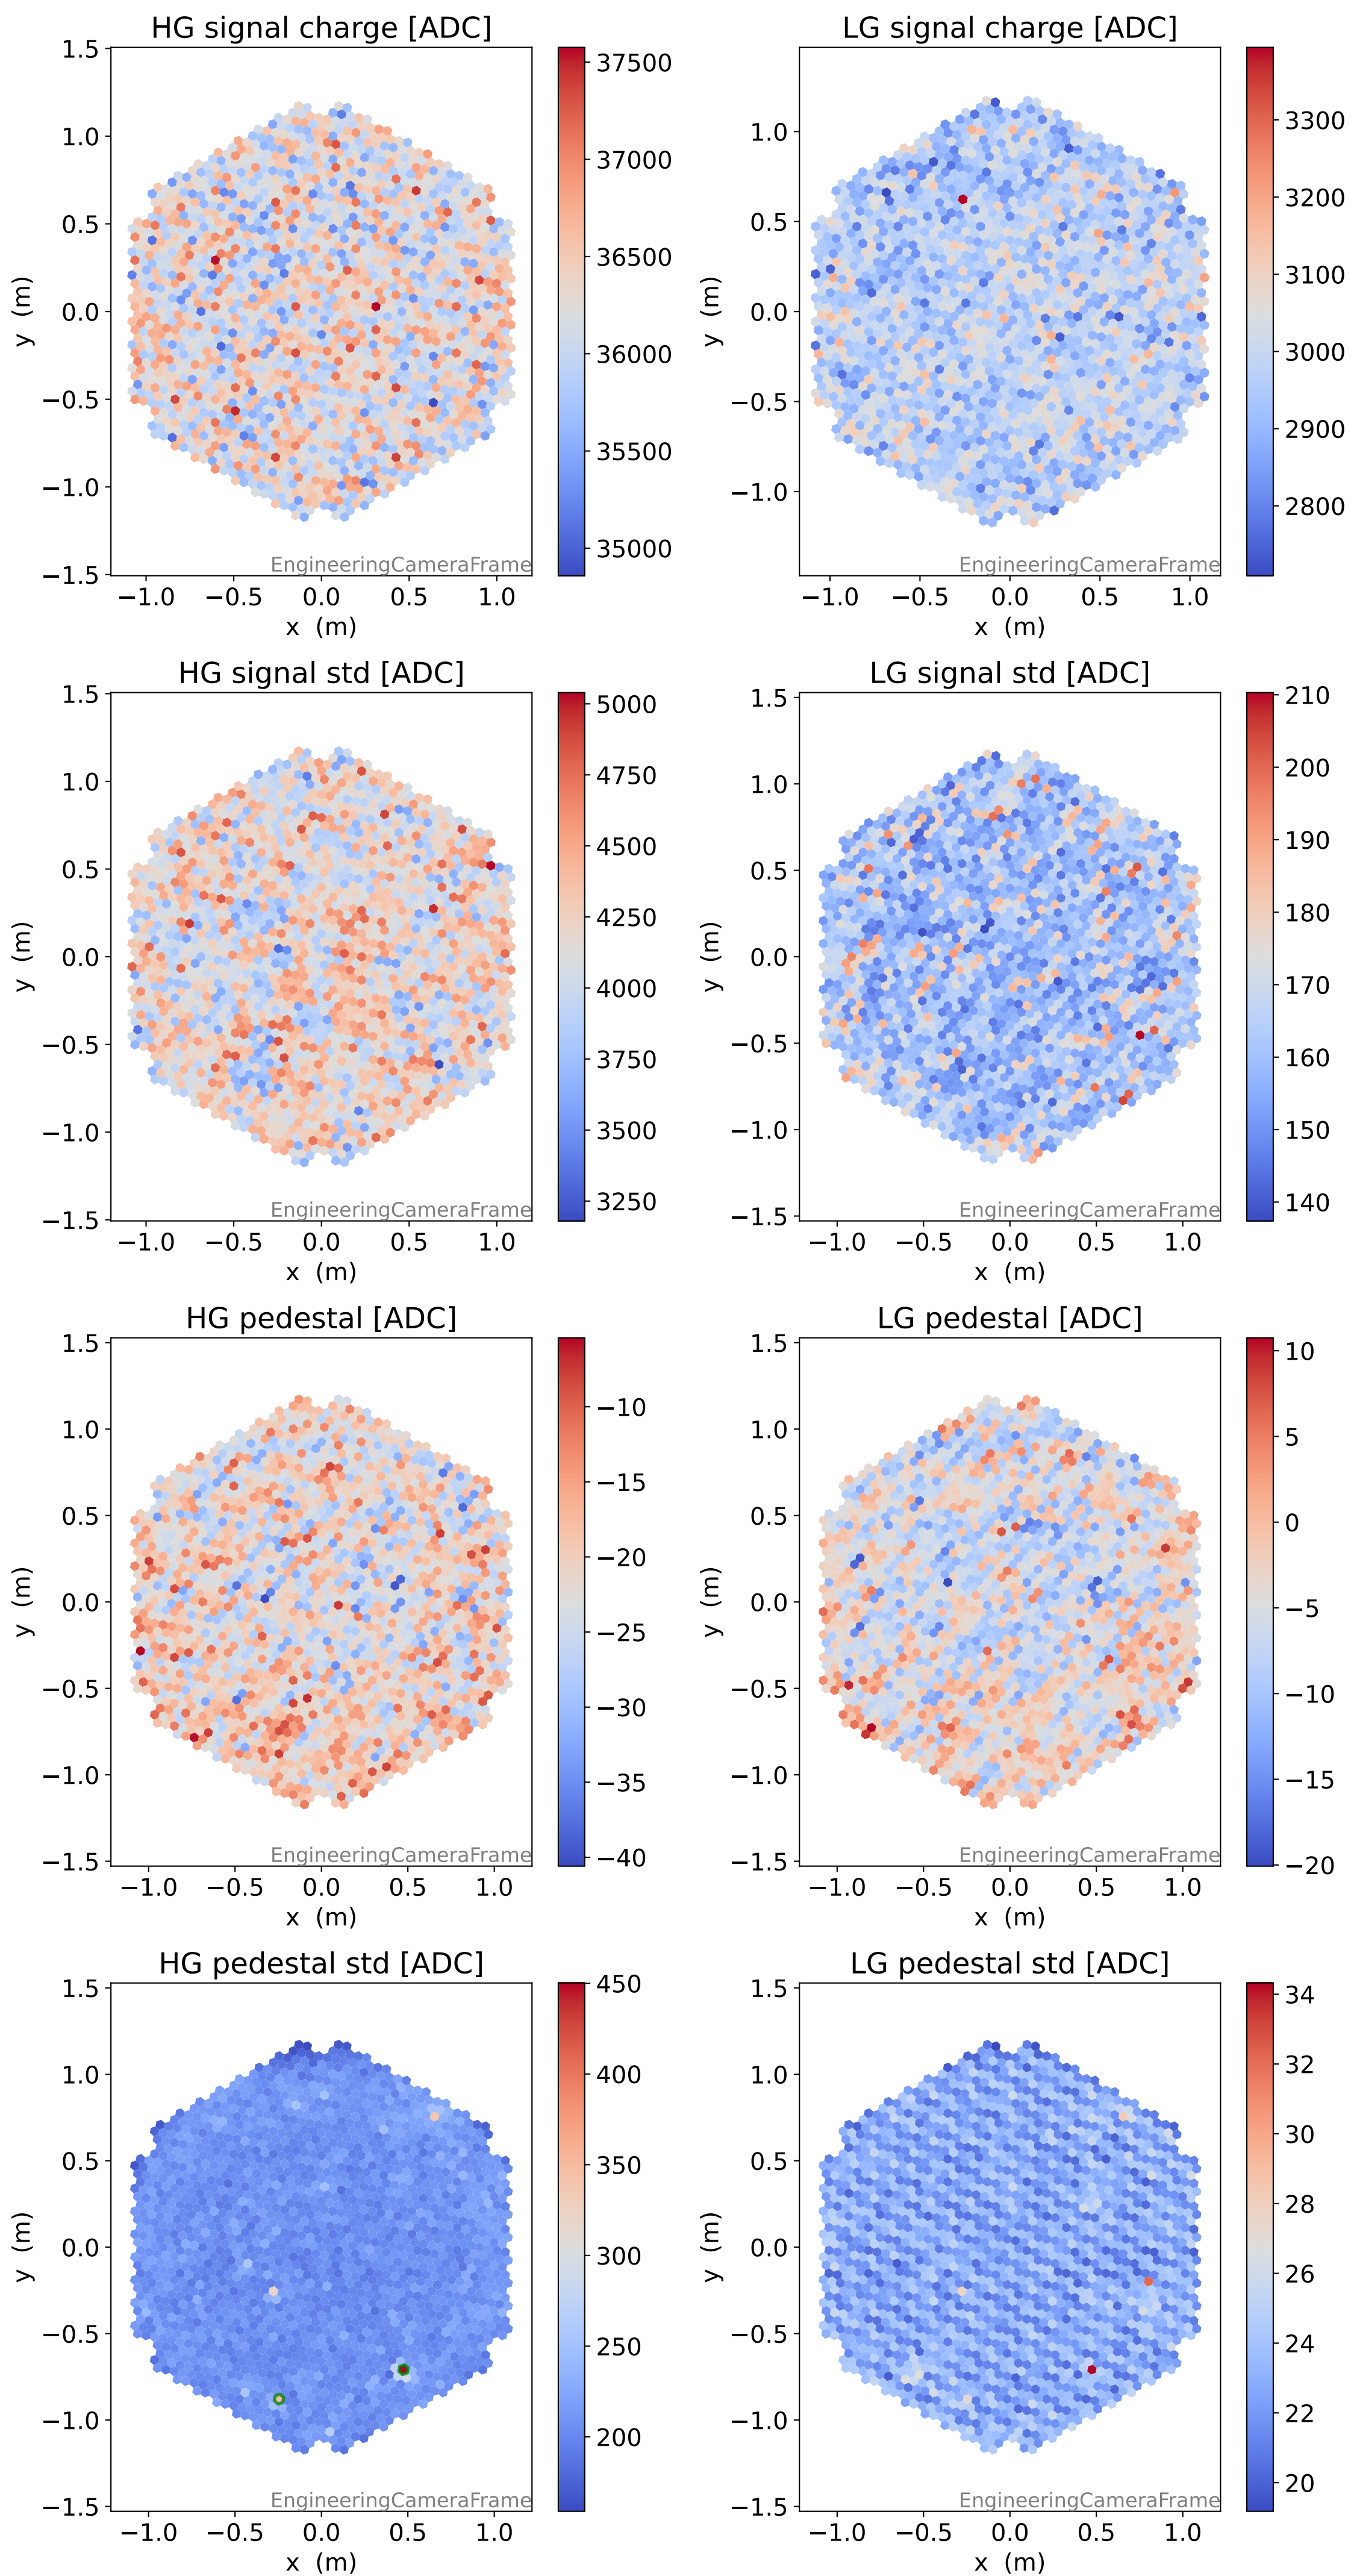 HG signal charge [ADC]
1.5
1.0
0.5
0.0
−0.5
−1.0
−1.5
y (m)
−1.0 −0.5 0.0 0.5 1.0
x (m)
EngineeringCameraFrame
37500
37000
36500
36000
35500
35000
LG signal charge [ADC]
1.0
0.5
0.0
−0.5
−1.0
y (m)
−1.0 −0.5 0.0 0.5 1.0
x (m)
EngineeringCameraFrame
3300
3200
3100
3000
2900
2800
HG signal std [ADC]
1.5
1.0
0.5
0.0
−0.5
−1.0
−1.5
y (m)
−1.0 −0.5 0.0 0.5 1.0
x (m)
EngineeringCameraFrame
5000
4750
4500
4250
4000
3750
3500
3250
LG signal std [ADC]
1.5
1.0
0.5
0.0
−0.5
−1.0
−1.5
y (m)
−1.0 −0.5 0.0 0.5 1.0
x (m)
EngineeringCameraFrame
210
200
190
180
170
160
150
140
HG pedestal [ADC]
1.5
1.0
0.5
0.0
−0.5
−1.0
−1.5
y (m)
−1.0 −0.5 0.0 0.5 1.0
x (m)
EngineeringCameraFrame
−10
−15
−20
−25
−30
−35
−40
LG pedestal [ADC]
1.5
1.0
0.5
0.0
−0.5
−1.0
−1.5
y (m)
−1.0 −0.5 0.0 0.5 1.0
x (m)
EngineeringCameraFrame
10
5
0
−5
−10
−15
−20
HG pedestal std [ADC]
1.5
1.0
0.5
0.0
−0.5
−1.0
−1.5
y (m)
−1.0 −0.5 0.0 0.5 1.0
x (m)
EngineeringCameraFrame
450
400
350
300
250
200
LG pedestal std [ADC]
1.5
1.0
0.5
0.0
−0.5
−1.0
−1.5
y (m)
−1.0 −0.5 0.0 0.5 1.0
x (m)
EngineeringCameraFrame
34
32
30
28
26
24
22
20